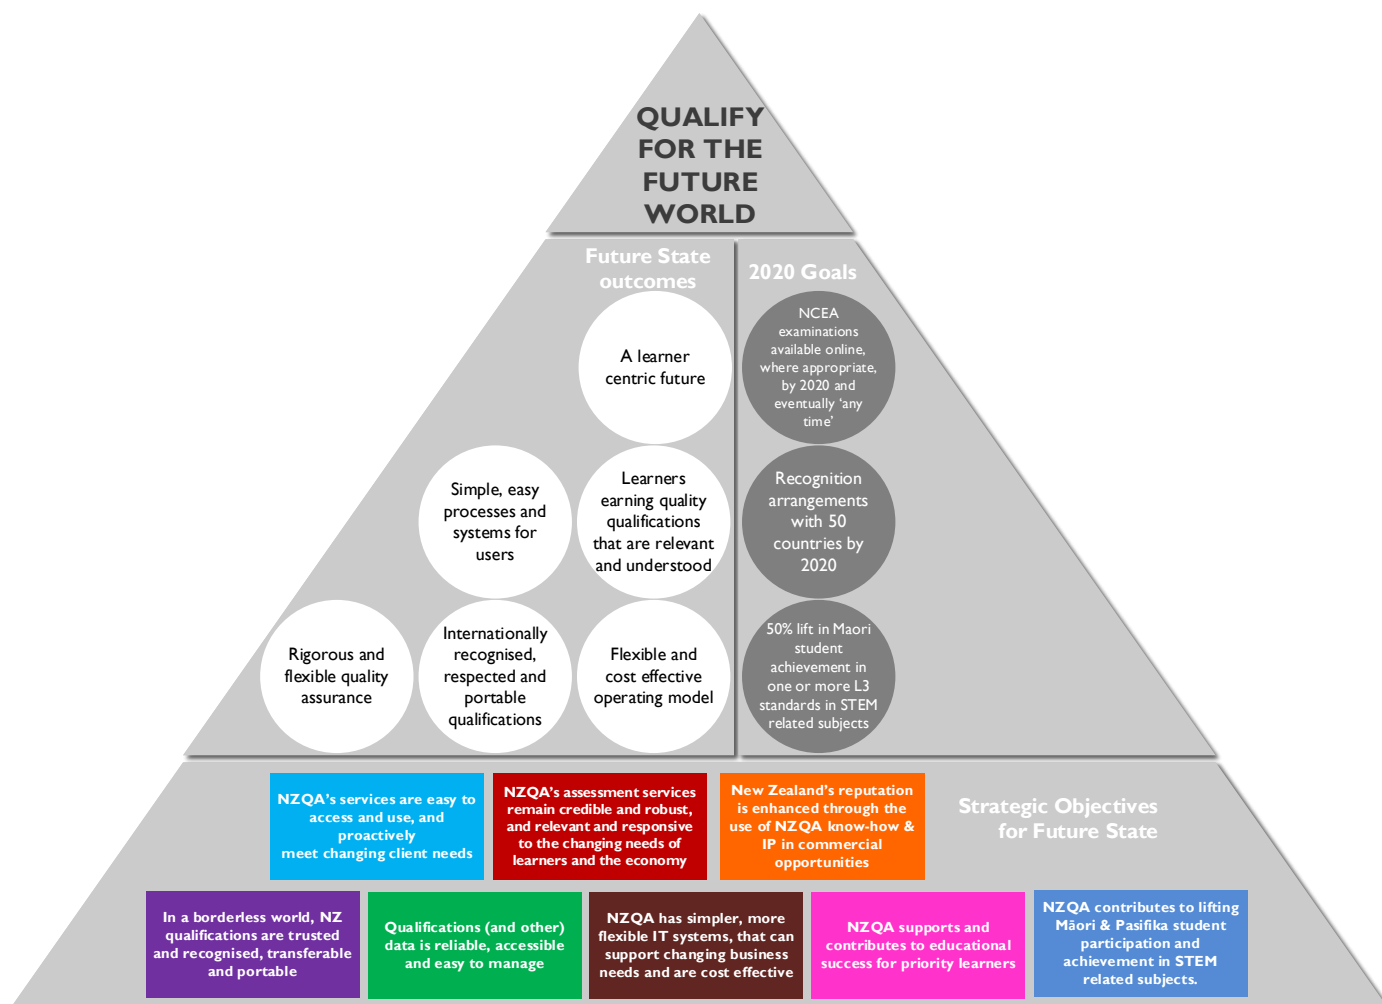 QUALIFY
FOR THE
FUTURE
WORLD
Future State
outcomes
2020 Goals
A learner
centric future
NCEA
examinations
available online,
where appropriate,
by 2020 and
eventually ‘any
time’
Simple, easy
processes and
systems for
users
Learners
earning quality
qualifications
that are relevant
and understood
Recognition
arrangements
with 50
countries by
2020
Rigorous and
flexible quality
assurance
Internationally
recognised,
respected and
portable
qualifications
Flexible and
cost effective
operating model
50% lift in Maori
student
achievement in
one or more L3
standards in STEM
related subjects
NZQA’s services are easy to
access and use, and
proactively
meet changing client needs
NZQA’s assessment services
remain credible and robust,
and relevant and responsive
to the changing needs of
learners and the economy
New Zealand’s reputation
is enhanced through the
use of NZQA know-how &
IP in commercial
opportunities
Strategic Objectives
for Future State
In a borderless world, NZ
qualifications are trusted
and recognised, transferable
and portable
Qualifications (and other)
data is reliable, accessible
and easy to manage
NZQA has simpler, more
flexible IT systems, that can
support changing business
needs and are cost effective
NZQA supports and
contributes to educational
success for priority learners
NZQA contributes to lifting
Māori & Pasifika student
participation and
achievement in STEM
related subjects.